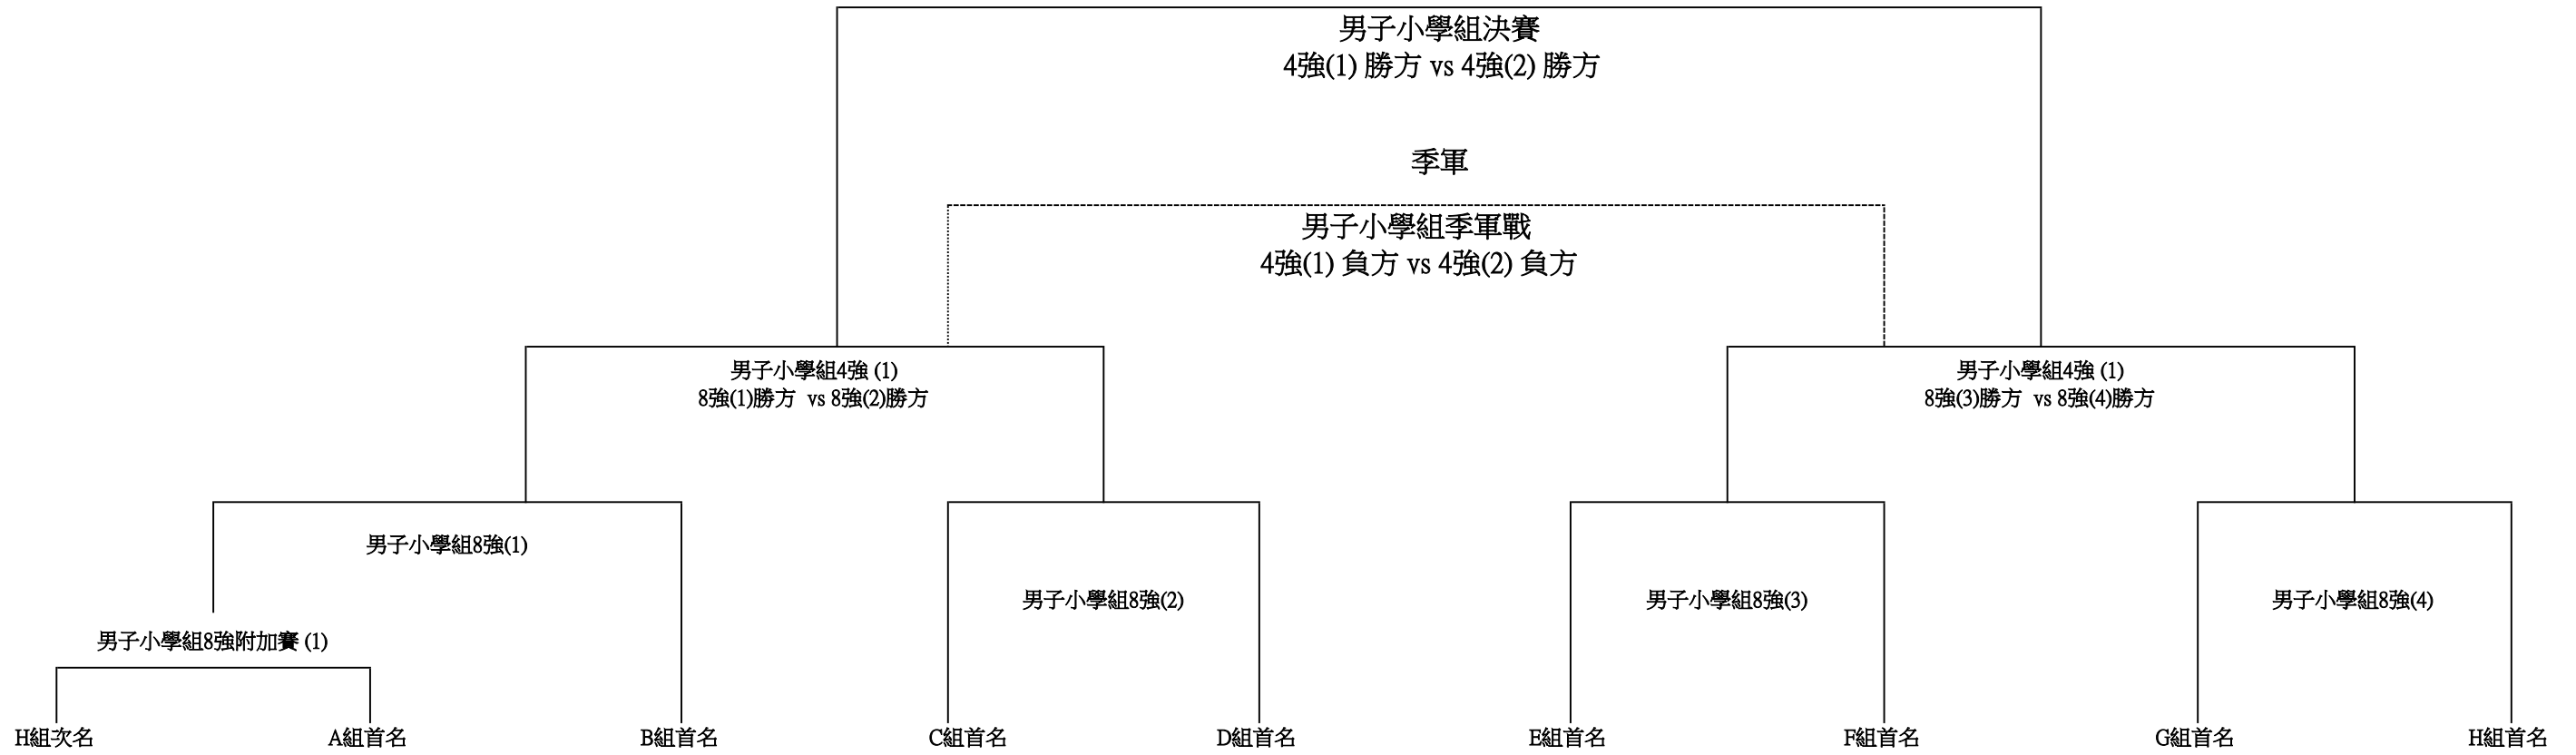 男子小學組決賽
4強(1) 勝方 vs 4強(2) 勝方
季軍
男子小學組季軍戰
4強(1) 負方 vs 4強(2) 負方
男子小學組4強 (1)
8強(1)勝方 vs 8強(2)勝方
男子小學組4強 (1)
8強(3)勝方 vs 8強(4)勝方
男子小學組8強(1)
男子小學組8強(2)
男子小學組8強(3)
男子小學組8強(4)
男子小學組8強附加賽 (1)
H組次名
A組首名
B組首名
C組首名
D組首名
E組首名
F組首名
G組首名
H組首名